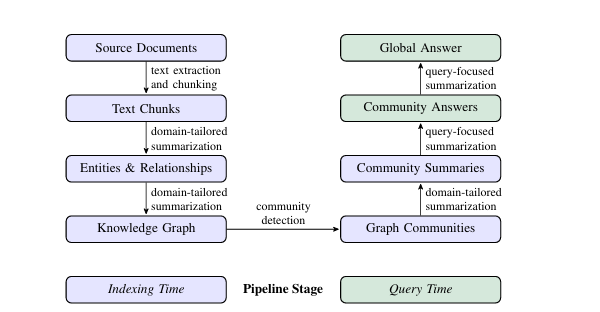 Source Documents
text extraction
and chunking
Text Chunks
domain-tailored
summarization
Entities & Relationships
domain-tailored
summarization
Knowledge Graph
community
detection
Graph Communities
domain-tailored
summarization
Community Summaries
query-focused
summarization
Community Answers
query-focused
summarization
Global Answer
Indexing Time
Pipeline Stage
Query Time